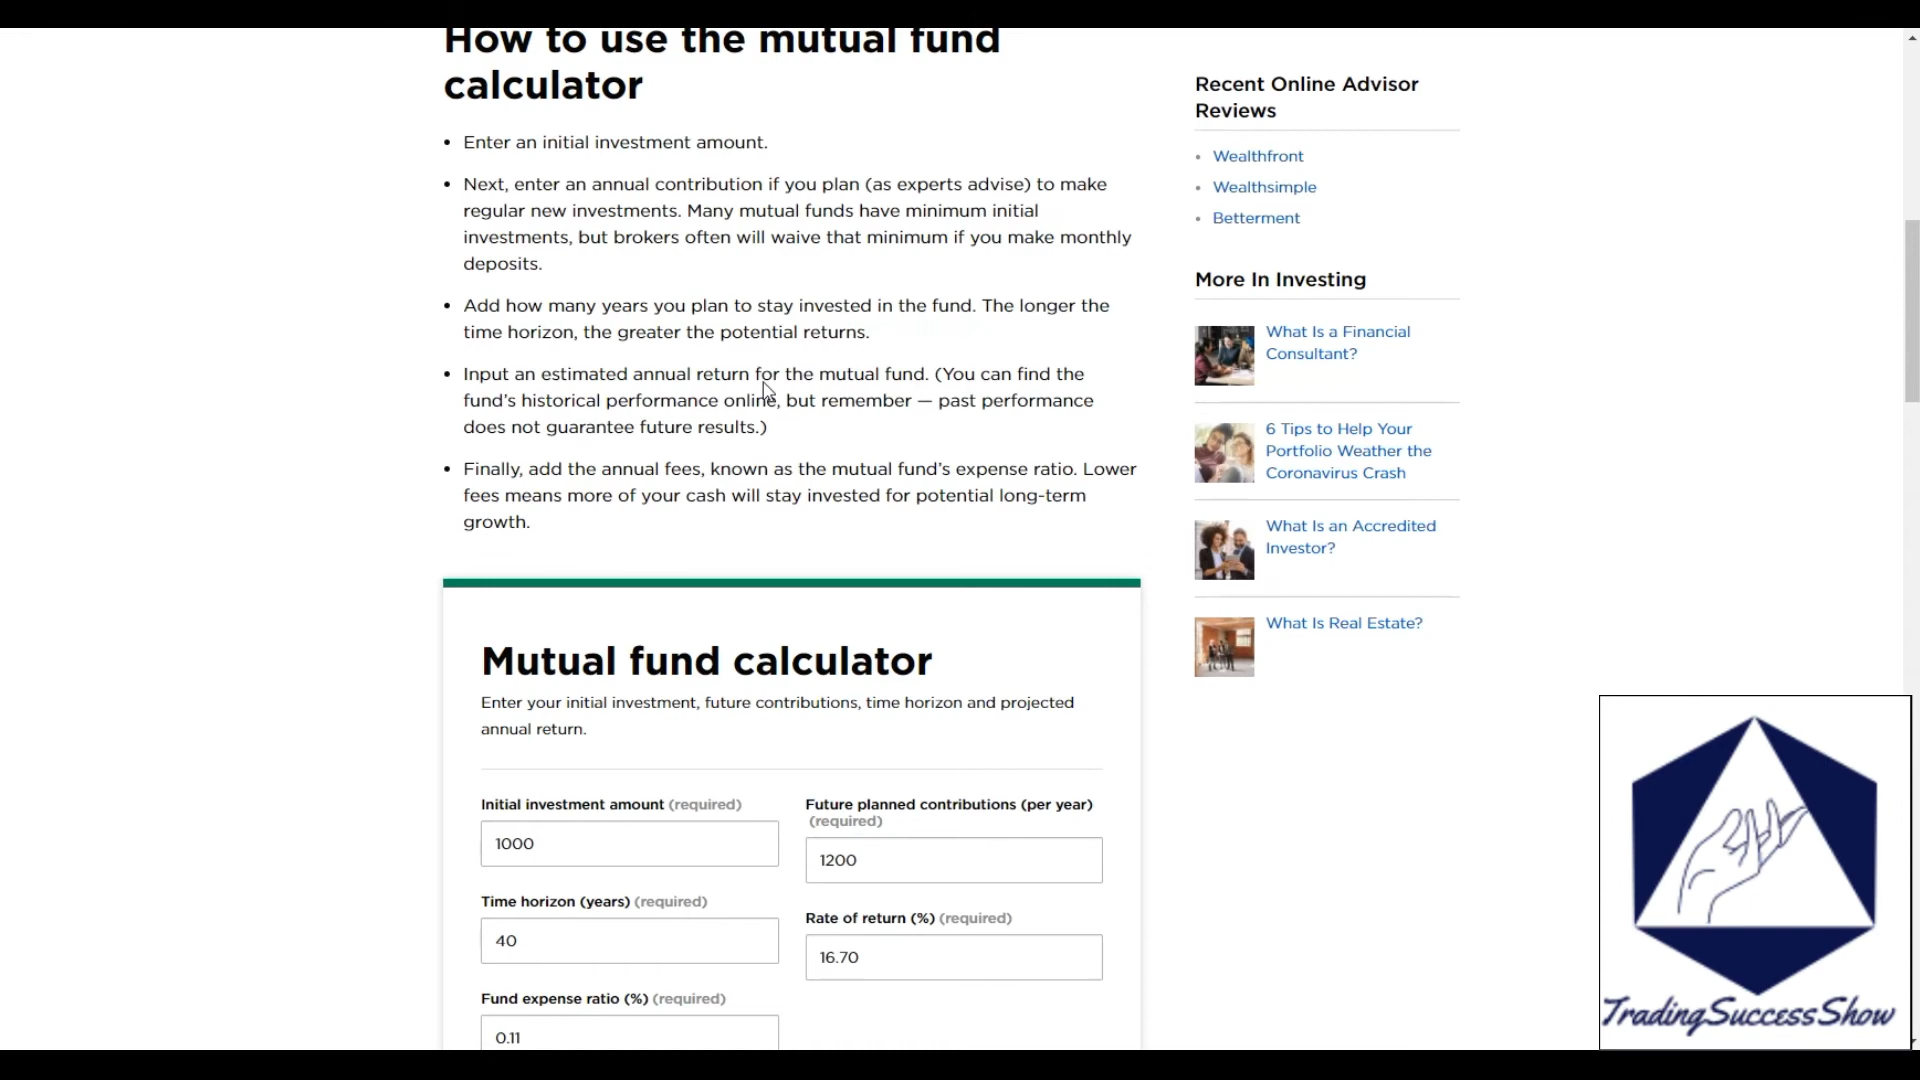 How to use the mutual fund
calculator
• Enter an initial investment amount.
• Next, enter an annual contribution if you plan (as experts advise) to make
regular new investments. Many mutual funds have minimum initial
investments, but brokers often will waive that minimum if you make monthly
deposits.
• Add how many years you plan to stay invested in the fund. The longer the
time horizon, the greater the potential returns.
• Input an estimated annual return for the mutual fund. (You can find the
fund's historical performance online, but remember — past performance
does not guarantee future results.)
• Finally, add the annual fees, known as the mutual fund's expense ratio. Lower
fees means more of your cash will stay invested for potential long-term
growth.
Mutual fund calculator
Enter your initial investment, future contributions, time horizon and projected
annual return.
Initial investment amount (required)
1000
Future planned contributions (per year)
(required)
1200
Time horizon (years) (required)
40
Rate of return (%) (required)
16.70
Fund expense ratio (%) (required)
0.11
Recent Online Advisor
Reviews
• Wealthfront
• Wealthsimple
• Betterment
More In Investing
What Is a Financial
Consultant?
6 Tips to Help Your
Portfolio Weather the
Coronavirus Crash
What Is an Accredited
Investor?
What Is Real Estate?
TradingSuccessShow